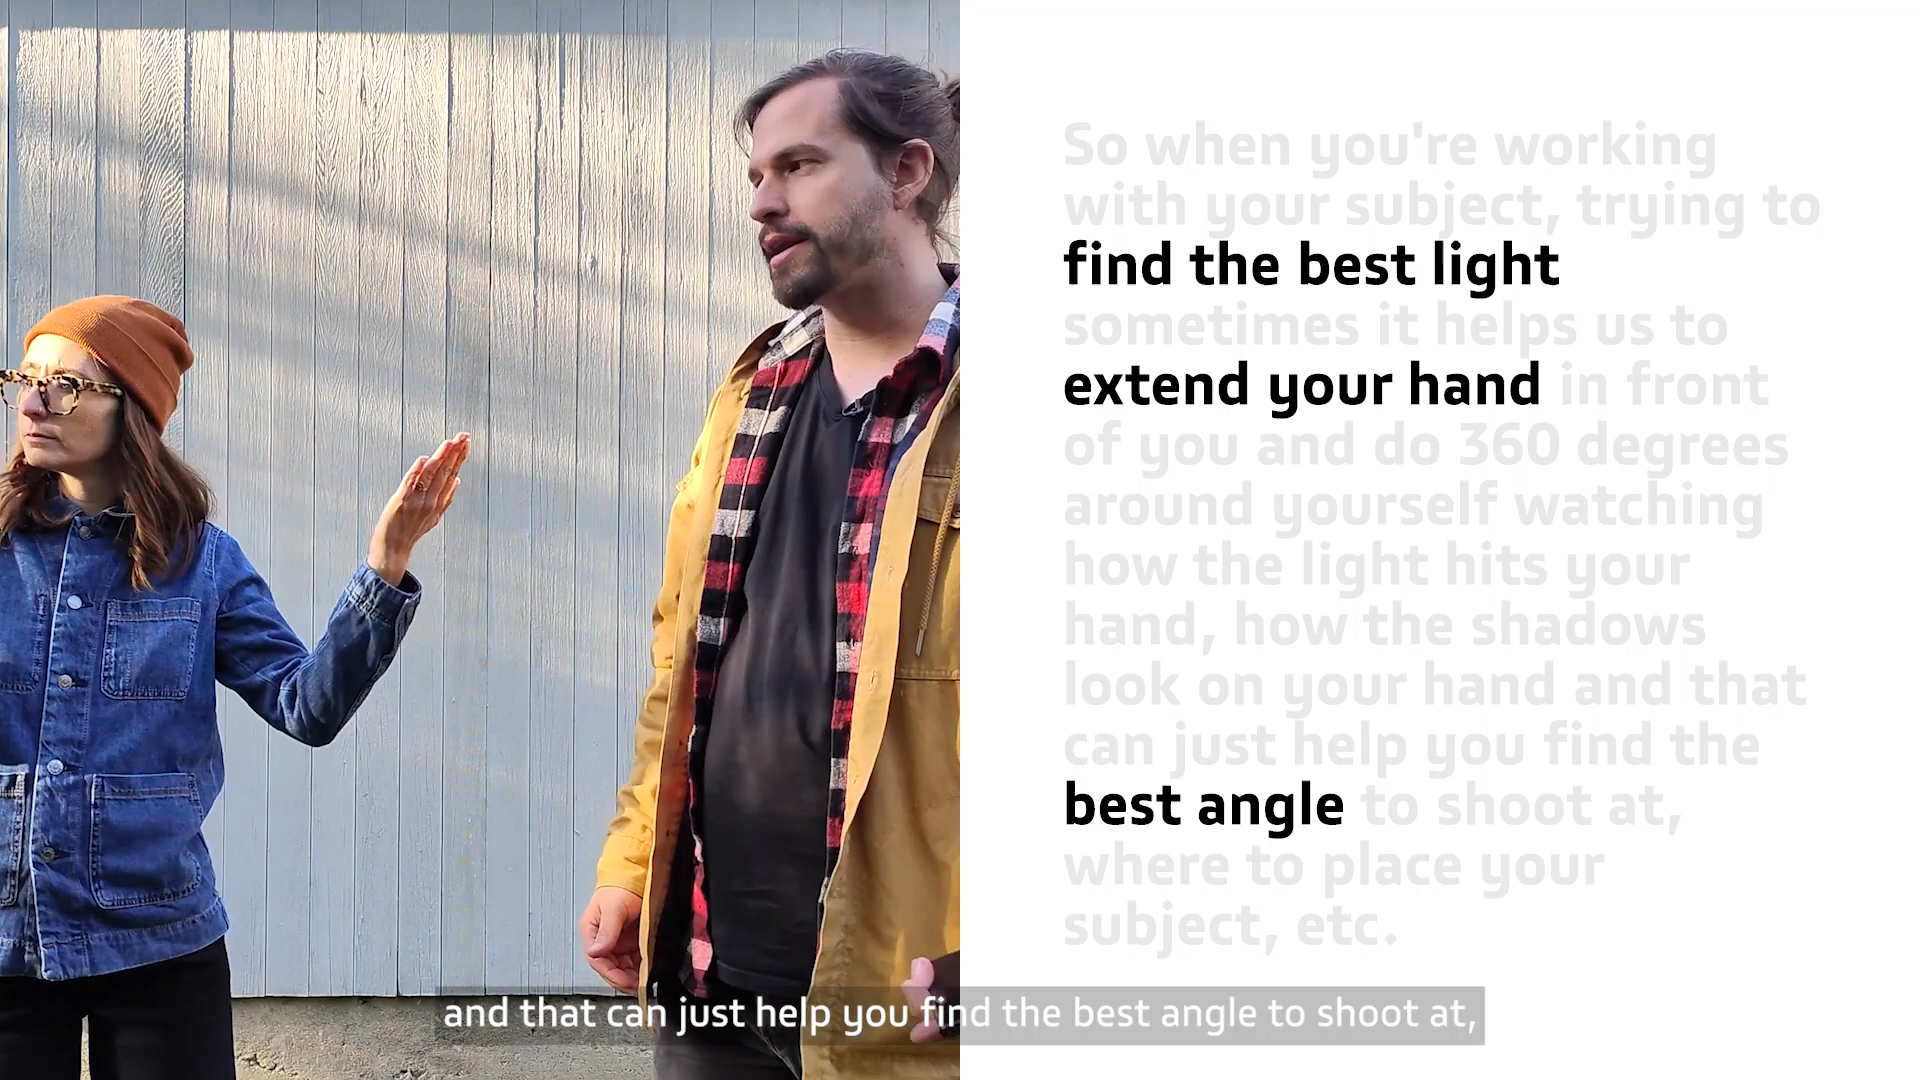 So when you're working
with your subject, trying to
find the best light
sometimes it helps us to
extend your hand in front
of you and do 360 degrees
around yourself watching
how the light hits your
hand, how the shadows
look on your hand and that
can just help you find the
best angle to shoot at,
where to place your
subject, etc.
and that can just help you find the best angle to shoot at,